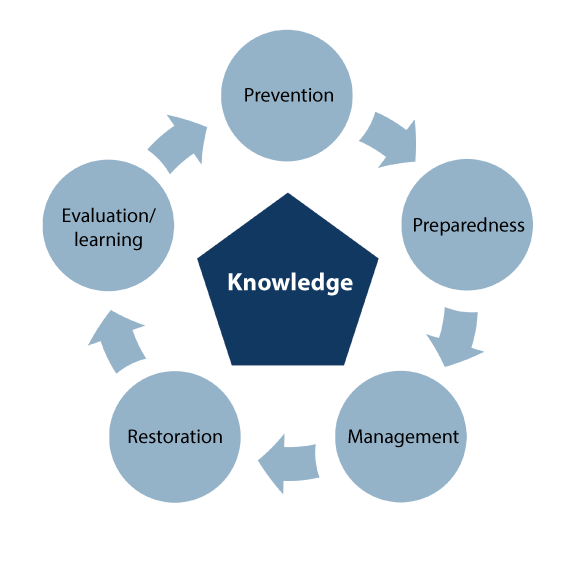 Prevention
Preparedness
Management
Restoration
Evaluation/
learning
Knowledge